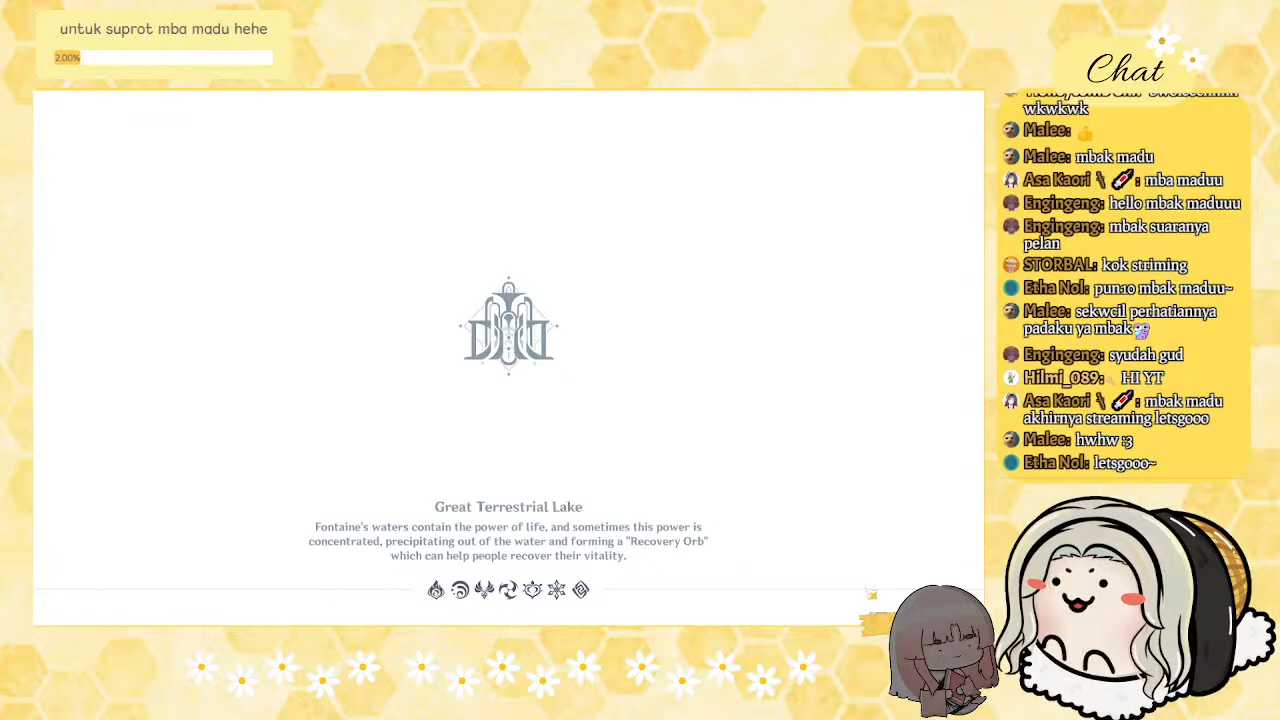 untuk suprot mba madu hehe
2.00%
Chat
wkwkwk
Malee: 👍
Malee: mbak madu
Asa Kaori : mba maduu
Engingeng: hello mbak maduuu
Engingeng: mbak suaranya
pelan
STORBAL: kok striming
Etha Nol: pun10 mbak maduu~
Malee: sekwcil perhatiannya
padaku ya mbak
Engingeng: syudah gud
Hilmi_089: HI YT
Asa Kaori : mbak madu
akhirnya streaming letsgooo
Malee: hwhw :3
Etha Nol: letsgooo~
Great Terrestrial Lake
Fontaine's waters contain the power of life, and sometimes this power is
concentrated, precipitating out of the water and forming a "Recovery Orb"
which can help people recover their vitality.